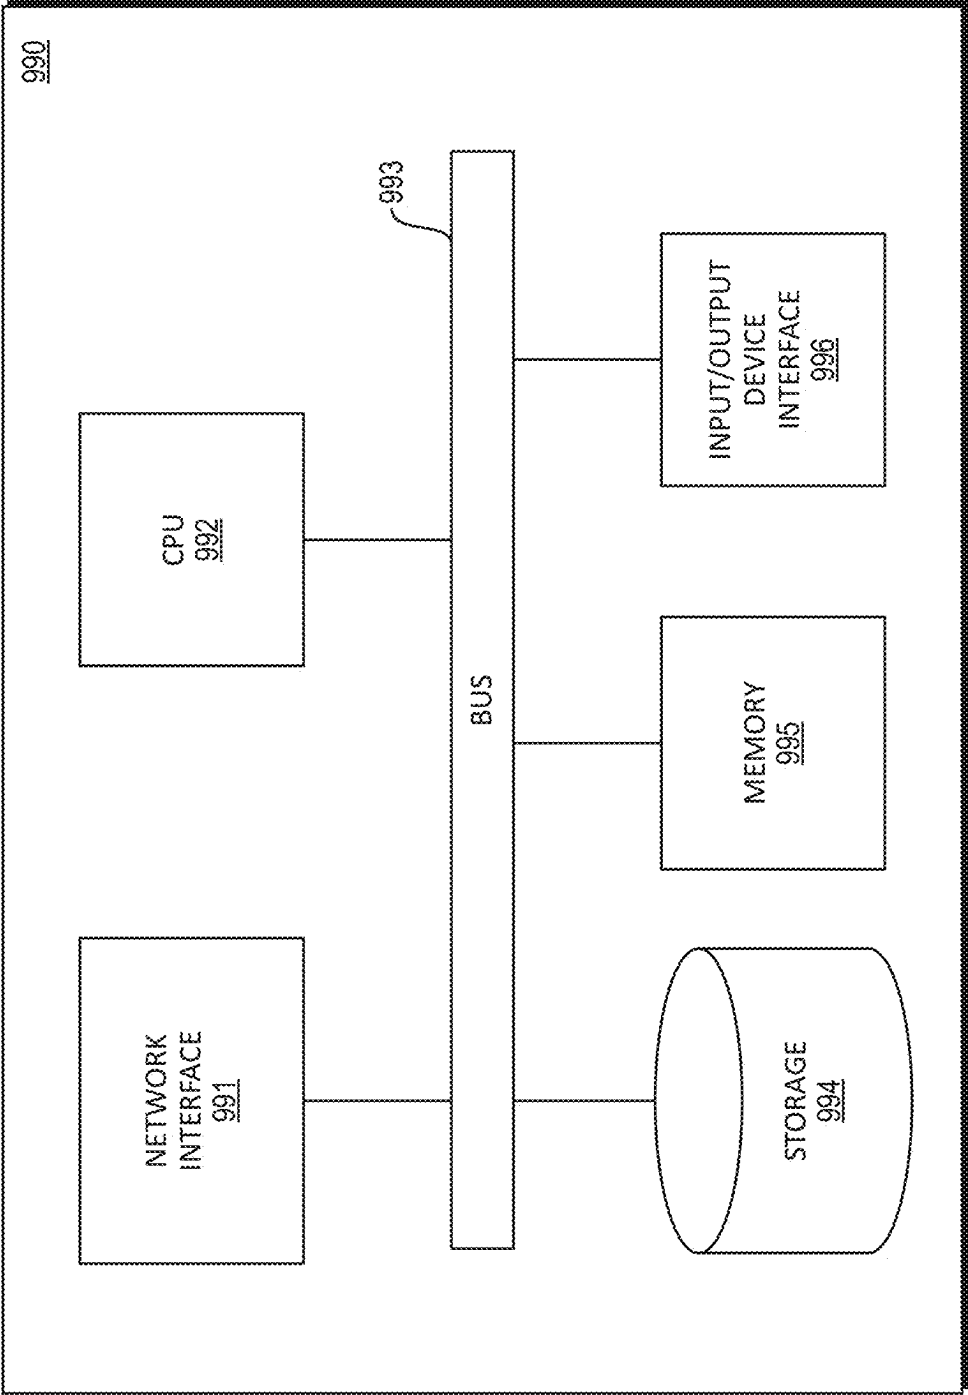 990
NETWORK
INTERFACE
991
CPU
992
993
BUS
STORAGE
994
MEMORY
995
INPUT/OUTPUT
DEVICE
INTERFACE
996